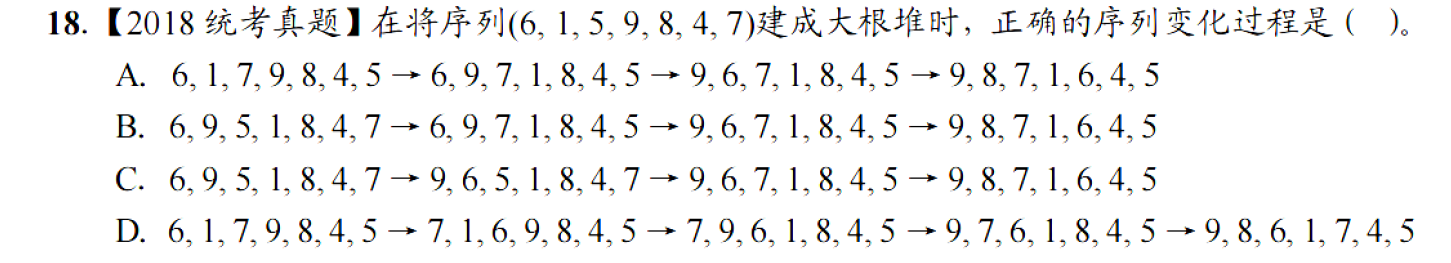 18.【2018 统考真题】在将序列(6, 1, 5, 9, 8, 4, 7)建成大根堆时，正确的序列变化过程是 (　)。
A. 6, 1, 7, 9, 8, 4, 5 → 6, 9, 7, 1, 8, 4, 5 → 9, 6, 7, 1, 8, 4, 5 → 9, 8, 7, 1, 6, 4, 5
B. 6, 9, 5, 1, 8, 4, 7 → 6, 9, 7, 1, 8, 4, 5 → 9, 6, 7, 1, 8, 4, 5 → 9, 8, 7, 1, 6, 4, 5
C. 6, 9, 5, 1, 8, 4, 7 → 9, 6, 5, 1, 8, 4, 7 → 9, 6, 7, 1, 8, 4, 5 → 9, 8, 7, 1, 6, 4, 5
D. 6, 1, 7, 9, 8, 4, 5 → 7, 1, 6, 9, 8, 4, 5 → 7, 9, 6, 1, 8, 4, 5 → 9, 7, 6, 1, 8, 4, 5 → 9, 8, 6, 1, 7, 4, 5